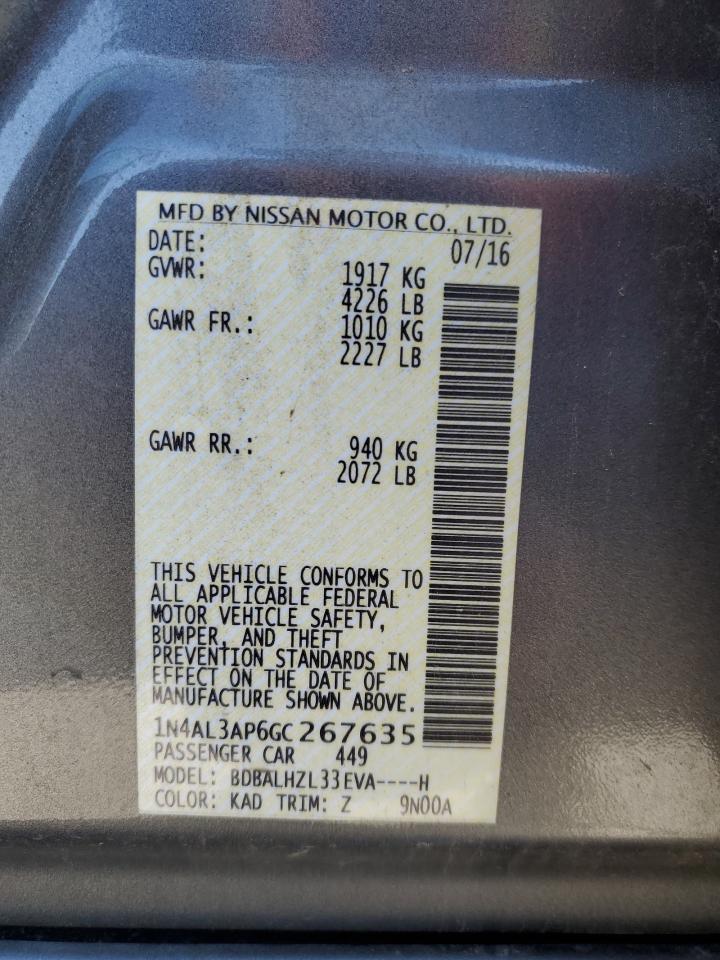 MFD BY NISSAN MOTOR CO., LTD.
DATE: 07/16
GVWR: 1917 KG
4226 LB
GAWR FR.: 1010 KG
2227 LB
GAWR RR.: 940 KG
2072 LB
THIS VEHICLE CONFORMS TO
ALL APPLICABLE FEDERAL
MOTOR VEHICLE SAFETY,
BUMPER, AND THEFT
PREVENTION STANDARDS IN
EFFECT ON THE DATE OF
MANUFACTURE SHOWN ABOVE.
1N4AL3AP6GC267635
PASSENGER CAR 449
MODEL: BDBALHZL33EVA----H
COLOR: KAD TRIM: Z 9N00A